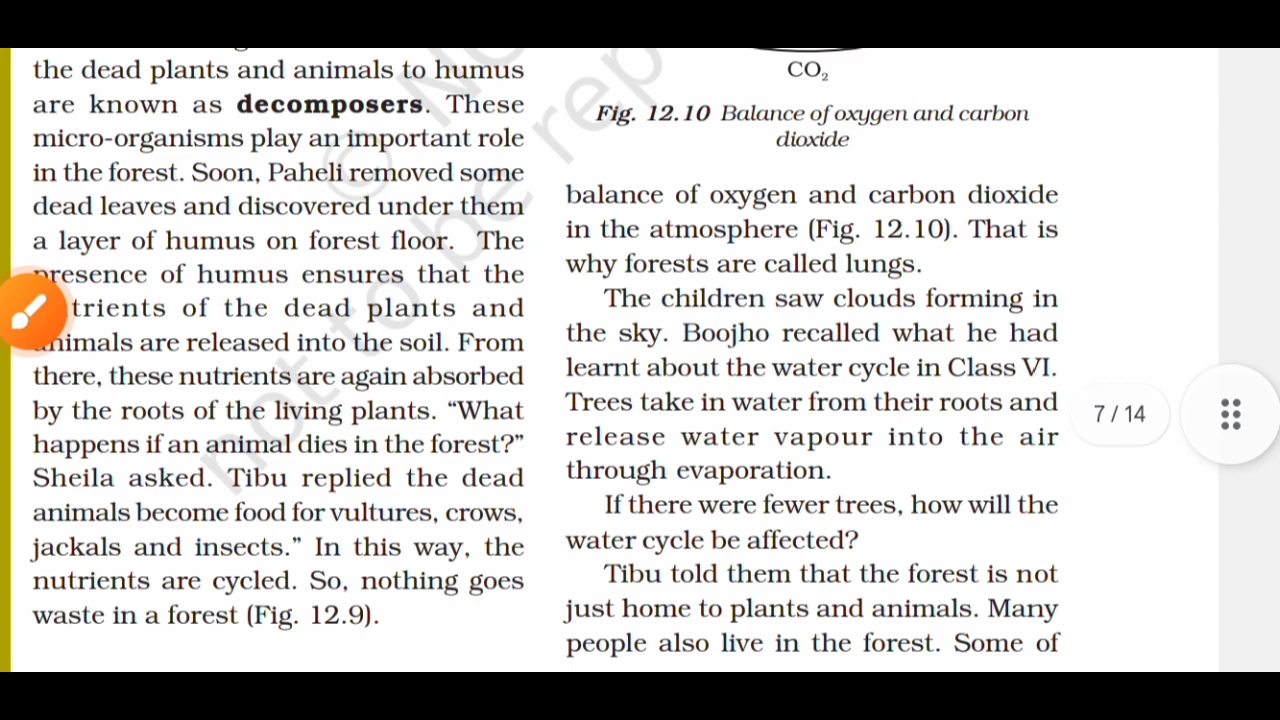 the dead plants and animals to humus
are known as decomposers. These
micro-organisms play an important role
in the forest. Soon, Paheli removed some
dead leaves and discovered under them
a layer of humus on forest floor. The
presence of humus ensures that the
trients of the dead plants and
animals are released into the soil. From
there, these nutrients are again absorbed
by the roots of the living plants. “What
happens if an animal dies in the forest?”
Sheila asked. Tibu replied the dead
animals become food for vultures, crows,
jackals and insects.” In this way, the
nutrients are cycled. So, nothing goes
waste in a forest (Fig. 12.9).
CO₂
Fig. 12.10 Balance of oxygen and carbon
dioxide
balance of oxygen and carbon dioxide
in the atmosphere (Fig. 12.10). That is
why forests are called lungs.
The children saw clouds forming in
the sky. Boojho recalled what he had
learnt about the water cycle in Class VI.
Trees take in water from their roots and
release water vapour into the air
through evaporation.
If there were fewer trees, how will the
water cycle be affected?
Tibu told them that the forest is not
just home to plants and animals. Many
people also live in the forest. Some of
7 / 14
© No
not to be rep